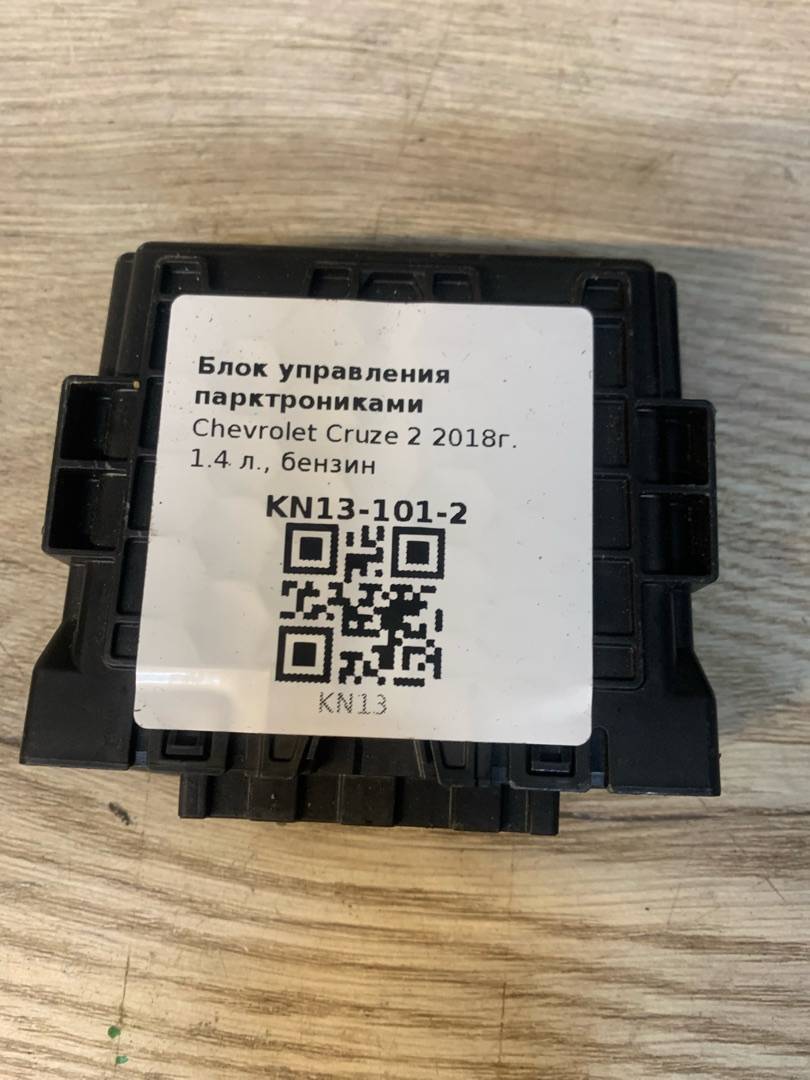 Блок управления
парктрониками
Chevrolet Cruze 2 2018г.
1.4 л., бензин
KN13-101-2
KN13